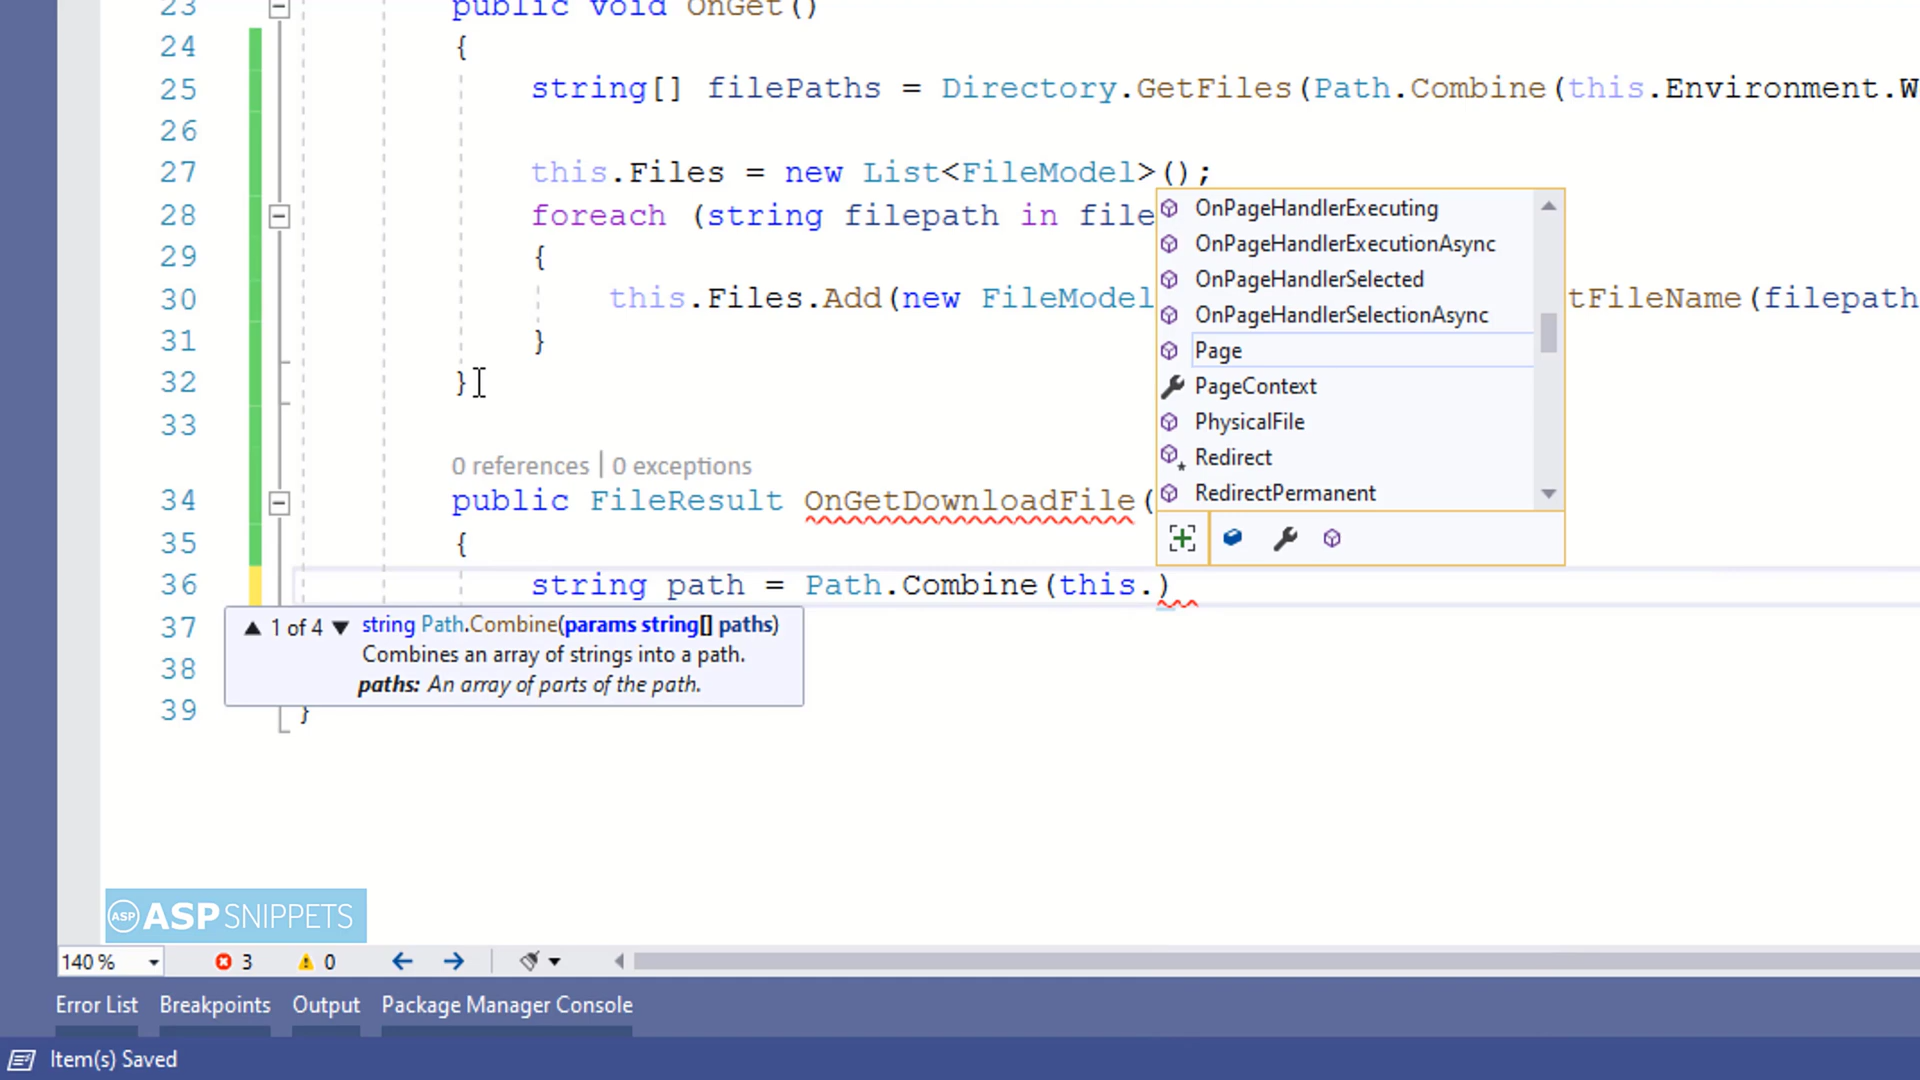 23 public void OnGet()
24 {
25 string[] filePaths = Directory.GetFiles(Path.Combine(this.Environment.W
26
27 this.Files = new List<FileModel>();
28 foreach (string filepath in file
29 {
30 this.Files.Add(new FileModel tFileName(filepath
31 }
32 }
33
0 references | 0 exceptions
34 public FileResult OnGetDownloadFile(
35 {
36 string path = Path.Combine(this.)
37
38
39 }
OnPageHandlerExecuting
OnPageHandlerExecutionAsync
OnPageHandlerSelected
OnPageHandlerSelectionAsync
Page
PageContext
PhysicalFile
Redirect
RedirectPermanent
▲ 1 of 4 ▼ string Path.Combine(params string[] paths)
Combines an array of strings into a path.
paths: An array of parts of the path.
ASP ASPSNIPPETS
140 % 3 0
Error List Breakpoints Output Package Manager Console
Item(s) Saved